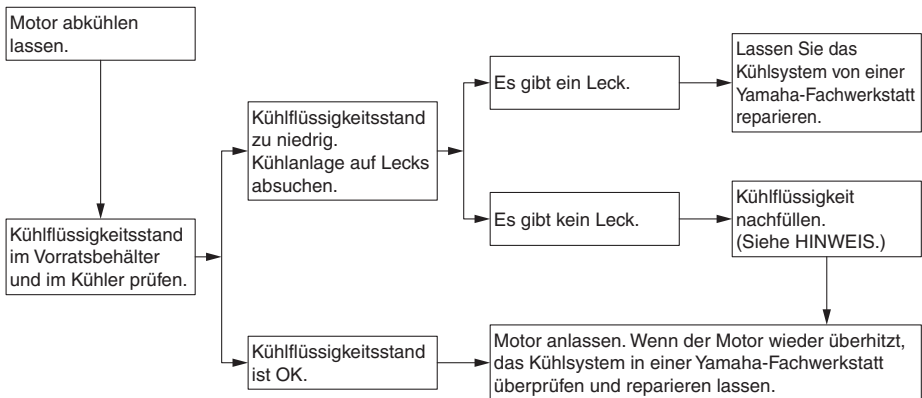 Motor abkühlen
lassen.
Kühlflüssigkeitsstand
im Vorratsbehälter
und im Kühler prüfen.
Kühlflüssigkeitsstand
zu niedrig.
Kühlanlage auf Lecks
absuchen.
Es gibt ein Leck.
Lassen Sie das
Kühlsystem von einer
Yamaha-Fachwerkstatt
reparieren.
Es gibt kein Leck.
Kühlflüssigkeit
nachfüllen.
(Siehe HINWEIS.)
Kühlflüssigkeitsstand
ist OK.
Motor anlassen. Wenn der Motor wieder überhitzt,
das Kühlsystem in einer Yamaha-Fachwerkstatt
überprüfen und reparieren lassen.